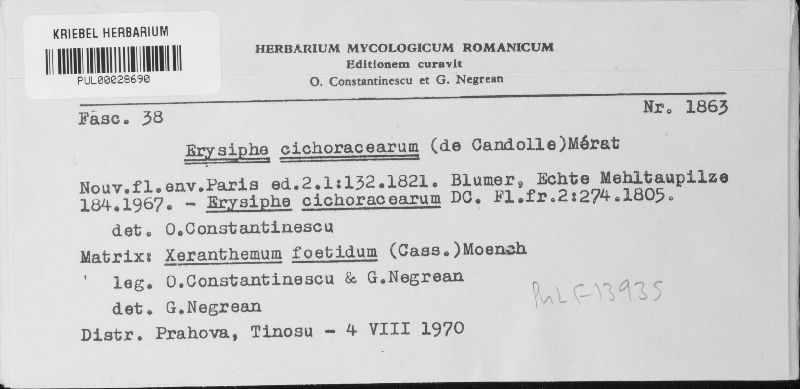 KRIEBEL HERBARIUM
PUL00028690
HERBARIUM MYCOLOGICUM ROMANICUM
Editionem curavit
O. Constantinescu et G. Negrean
Fasc. 38
Nr. 1863
Erysiphe cichoracearum (de Candolle)Mérat
Nouv.fl.env.Paris ed.2.1:132.1821. Blumer, Echte Mehltaupilze
184.1967. - Erysiphe cichoracearum DC. Fl.fr.2:274.1805.
det. O.Constantinescu
Matrix: Xeranthemum foetidum (Cass.)Moench
leg. O.Constantinescu & G.Negrean
det. G.Negrean
PUL F-13935
Distr. Prahova, Tinosu - 4 VIII 1970